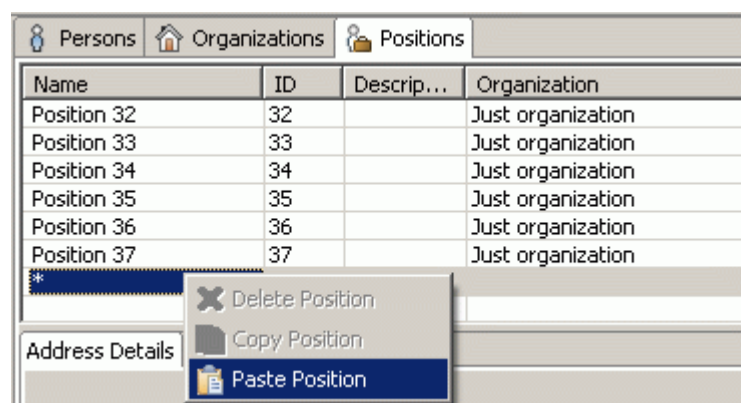 Persons Organizations Positions
Name ID Descrip... Organization
Position 32 32 Just organization
Position 33 33 Just organization
Position 34 34 Just organization
Position 35 35 Just organization
Position 36 36 Just organization
Position 37 37 Just organization
*
Delete Position
Copy Position
Address Details
Paste Position